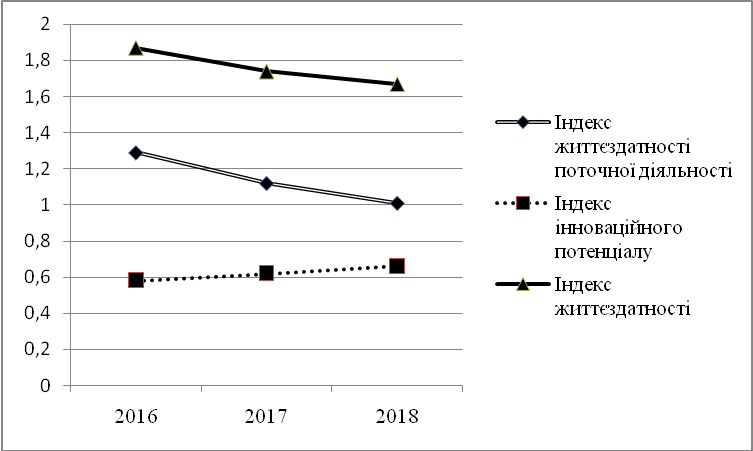 2
1,8
1,6
1,4
1,2
1
0,8
0,6
0,4
0,2
0
2016 2017 2018
Індекс
життєздатності
поточної діяльності
Індекс
інноваційного
потенціалу
Індекс
життєздатності